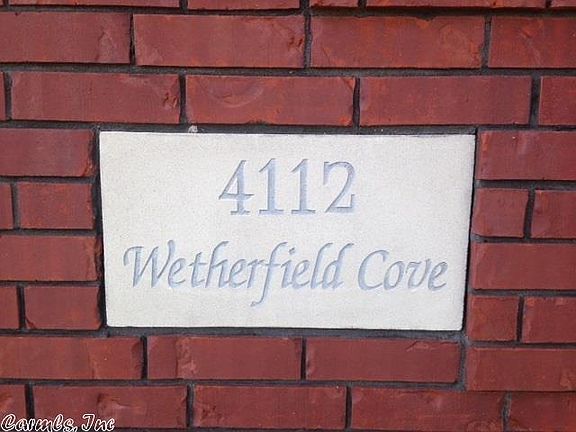 4112
Wetherfield Cove
Carmls, Inc